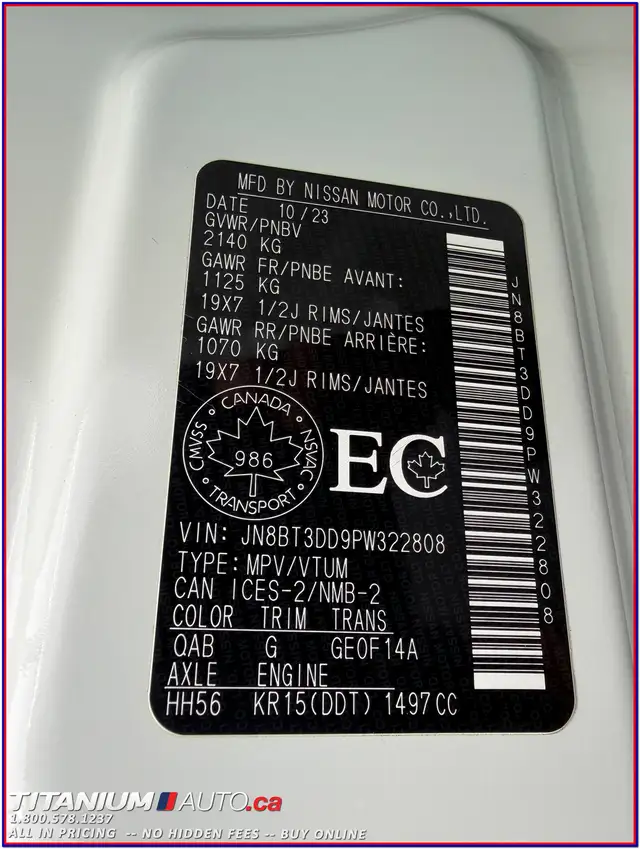 MFD BY NISSAN MOTOR CO.,LTD.
DATE 10/23
GVWR/PNBV
2140 KG
GAWR FR/PNBE AVANT:
1125 KG
19X7 1/2J RIMS/JANTES
GAWR RR/PNBE ARRIÈRE:
1070 KG
19X7 1/2J RIMS/JANTES
CANADA
CMVSS NSVAC
986
TRANSPORT
EC
VIN: JN8BT3DD9PW322808
TYPE: MPV/VTUM
CAN ICES-2/NMB-2
COLOR TRIM TRANS
QAB G GE0F14A
AXLE ENGINE
HH56 KR15(DDT) 1497CC
JN8BT3DD9PW322808
TITANIUM AUTO.ca
1.800.578.1237
ALL IN PRICING -- NO HIDDEN FEES -- BUY ONLINE